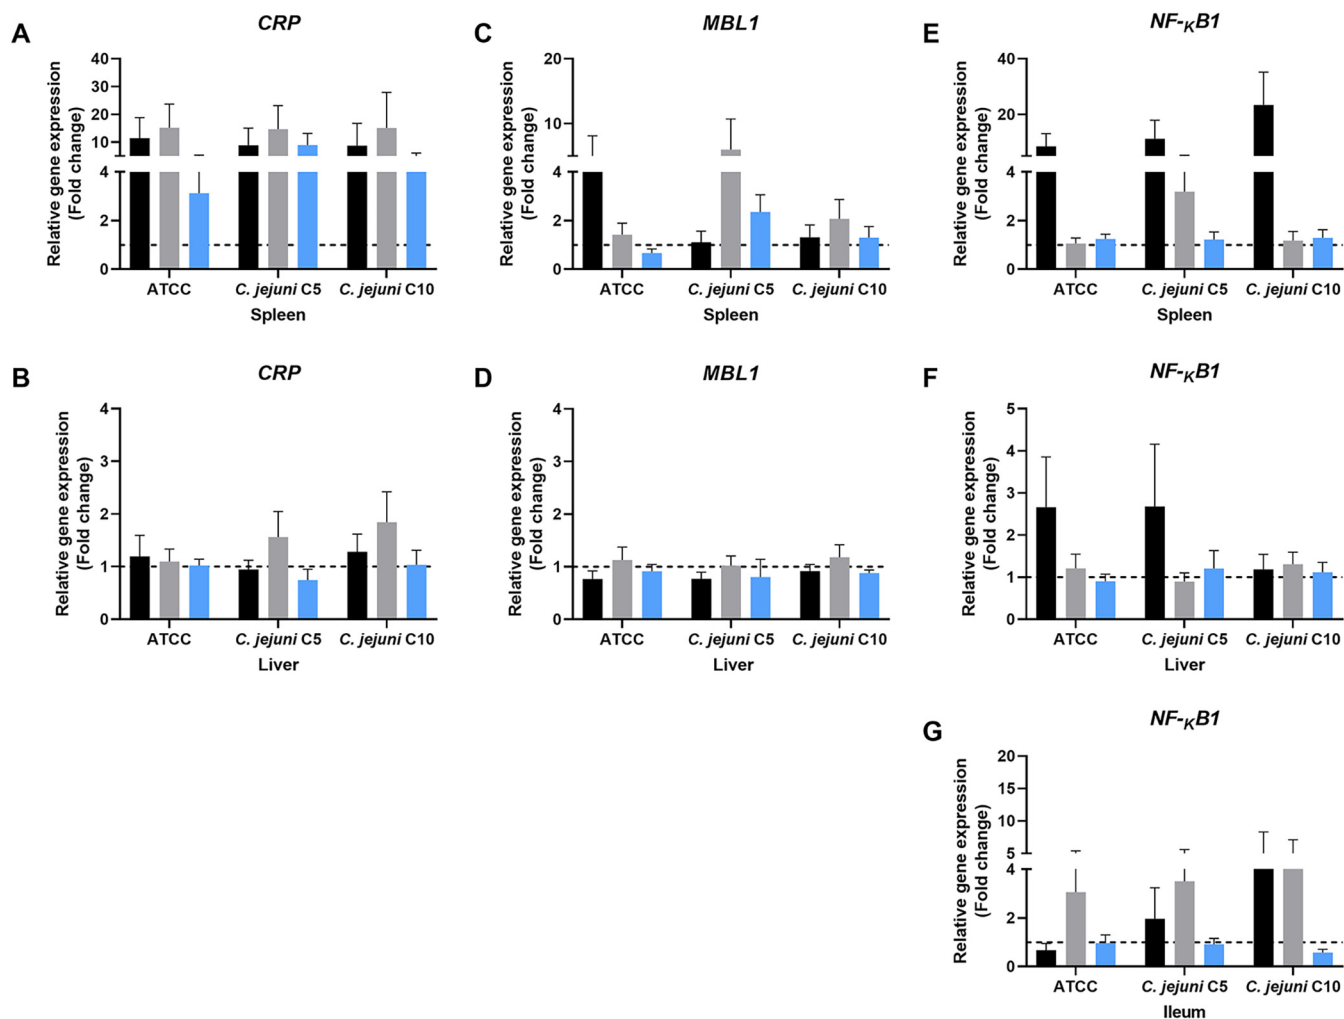 A
CRP
Relative gene expression
(Fold change)
40
30
20
10
4
2
0
ATCC
C. jejuni C5
C. jejuni C10
Spleen
C
MBL1
Relative gene expression
(Fold change)
20
10
4
2
0
ATCC
C. jejuni C5
C. jejuni C10
Spleen
E
NF-KB1
Relative gene expression
(Fold change)
40
30
20
10
4
2
0
ATCC
C. jejuni C5
C. jejuni C10
Spleen
B
CRP
Relative gene expression
(Fold change)
4
3
2
1
0
ATCC
C. jejuni C5
C. jejuni C10
Liver
D
MBL1
Relative gene expression
(Fold change)
4
3
2
1
0
ATCC
C. jejuni C5
C. jejuni C10
Liver
F
NF-KB1
Relative gene expression
(Fold change)
5
4
3
2
1
0
ATCC
C. jejuni C5
C. jejuni C10
Liver
G
NF-KB1
Relative gene expression
(Fold change)
20
15
10
5
4
2
0
ATCC
C. jejuni C5
C. jejuni C10
Ileum